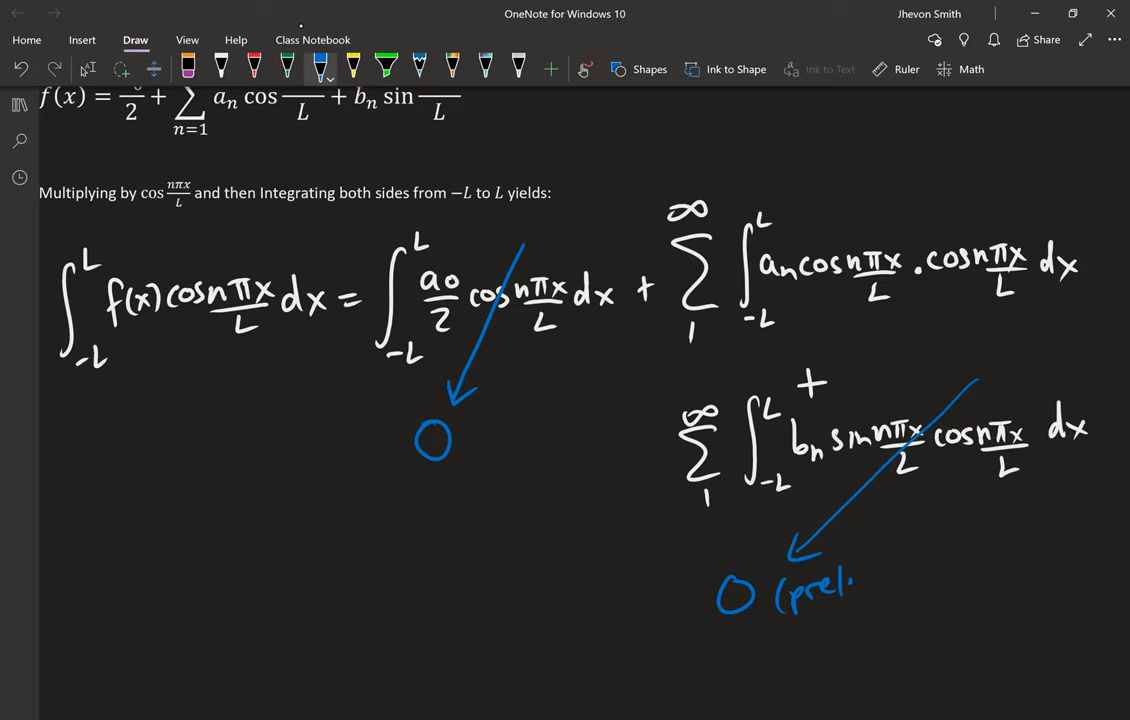 OneNote for Windows 10
Jhevon Smith
Home Insert Draw View Help Class Notebook
Share
Shapes Ink to Shape Ink to Text Ruler Math
f(x) = 0/2 + ∑ n=1 a_n cos /L + b_n sin /L
Multiplying by cos nπx/L and then Integrating both sides from −L to L yields:
∫_{-L}^{L} f(x) cos nπx/L dx = ∫_{-L}^{L} a0/2 cos nπx/L dx + ∑_{1}^{∞} ∫_{-L}^{L} an cos nπx/L . cos nπx/L dx
+
∑_{1}^{∞} ∫_{-L}^{L} bn sin nπx/L cos nπx/L dx
0
0 (prel.